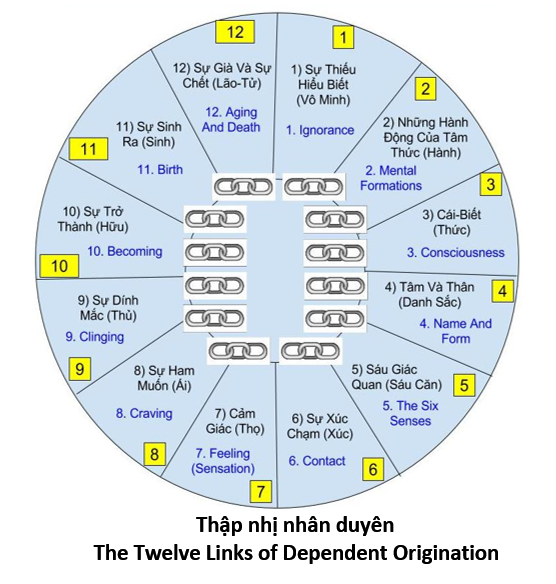 1
1) Sự Thiếu
Hiểu Biết
(Vô Minh)
1. Ignorance
2
2) Những Hành
Động Của Tâm
Thức (Hành)
2. Mental
Formations
3
3) Cái-Biết
(Thức)
3. Consciousness
4
4) Tâm Và Thân
(Danh Sắc)
4. Name And
Form
5
5) Sáu Giác
Quan (Sáu Căn)
5. The Six
Senses
6
6) Sự Xúc
Chạm (Xúc)
6. Contact
7
7) Cảm
Giác (Thọ)
7. Feeling
(Sensation)
8
8) Sự Ham
Muốn (Ái)
8. Craving
9
9) Sự Dính
Mắc (Thủ)
9. Clinging
10
10) Sự Trở
Thành (Hữu)
10. Becoming
11
11) Sự Sinh
Ra (Sinh)
11. Birth
12
12) Sự Già Và Sự
Chết (Lão-Tử)
12. Aging
And Death
Thập nhị nhân duyên
The Twelve Links of Dependent Origination